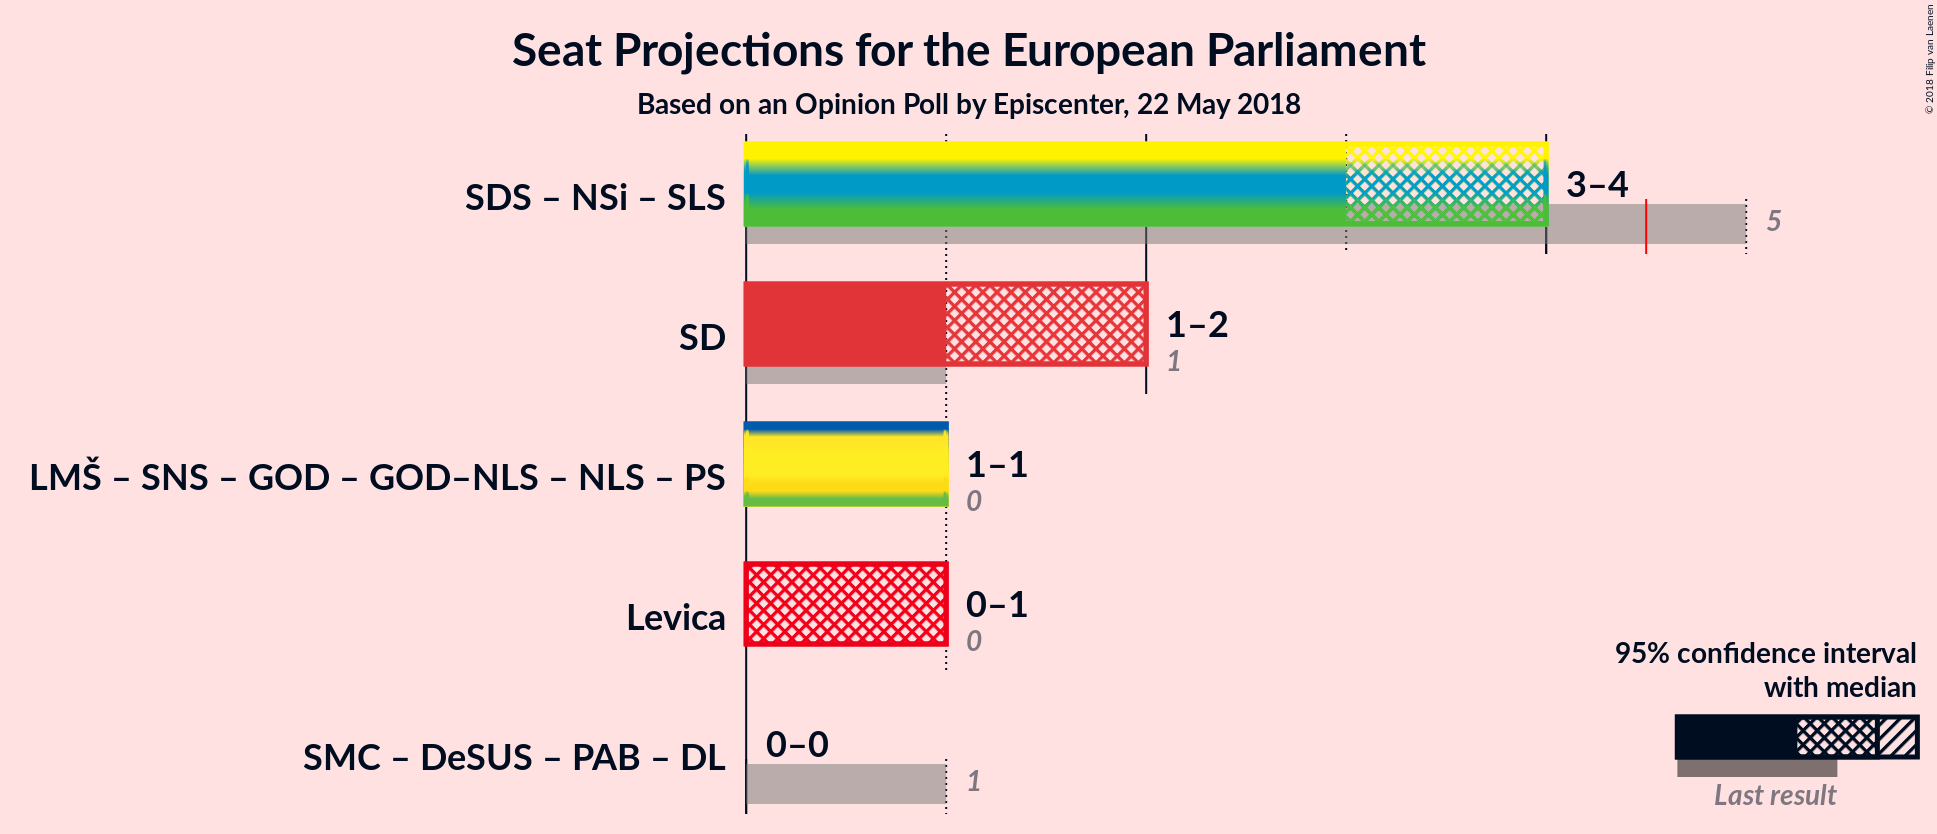 Seat Projections for the European Parliament
Based on an Opinion Poll by Episcenter, 22 May 2018
© 2018 Filip van Laenen
SDS – NSi – SLS
3–4
5
SD
1–2
1
LMŠ – SNS – GOD – GOD–NLS – NLS – PS
1–1
0
Levica
0–1
0
SMC – DeSUS – PAB – DL
0–0
1
95% confidence interval
with median
Last result